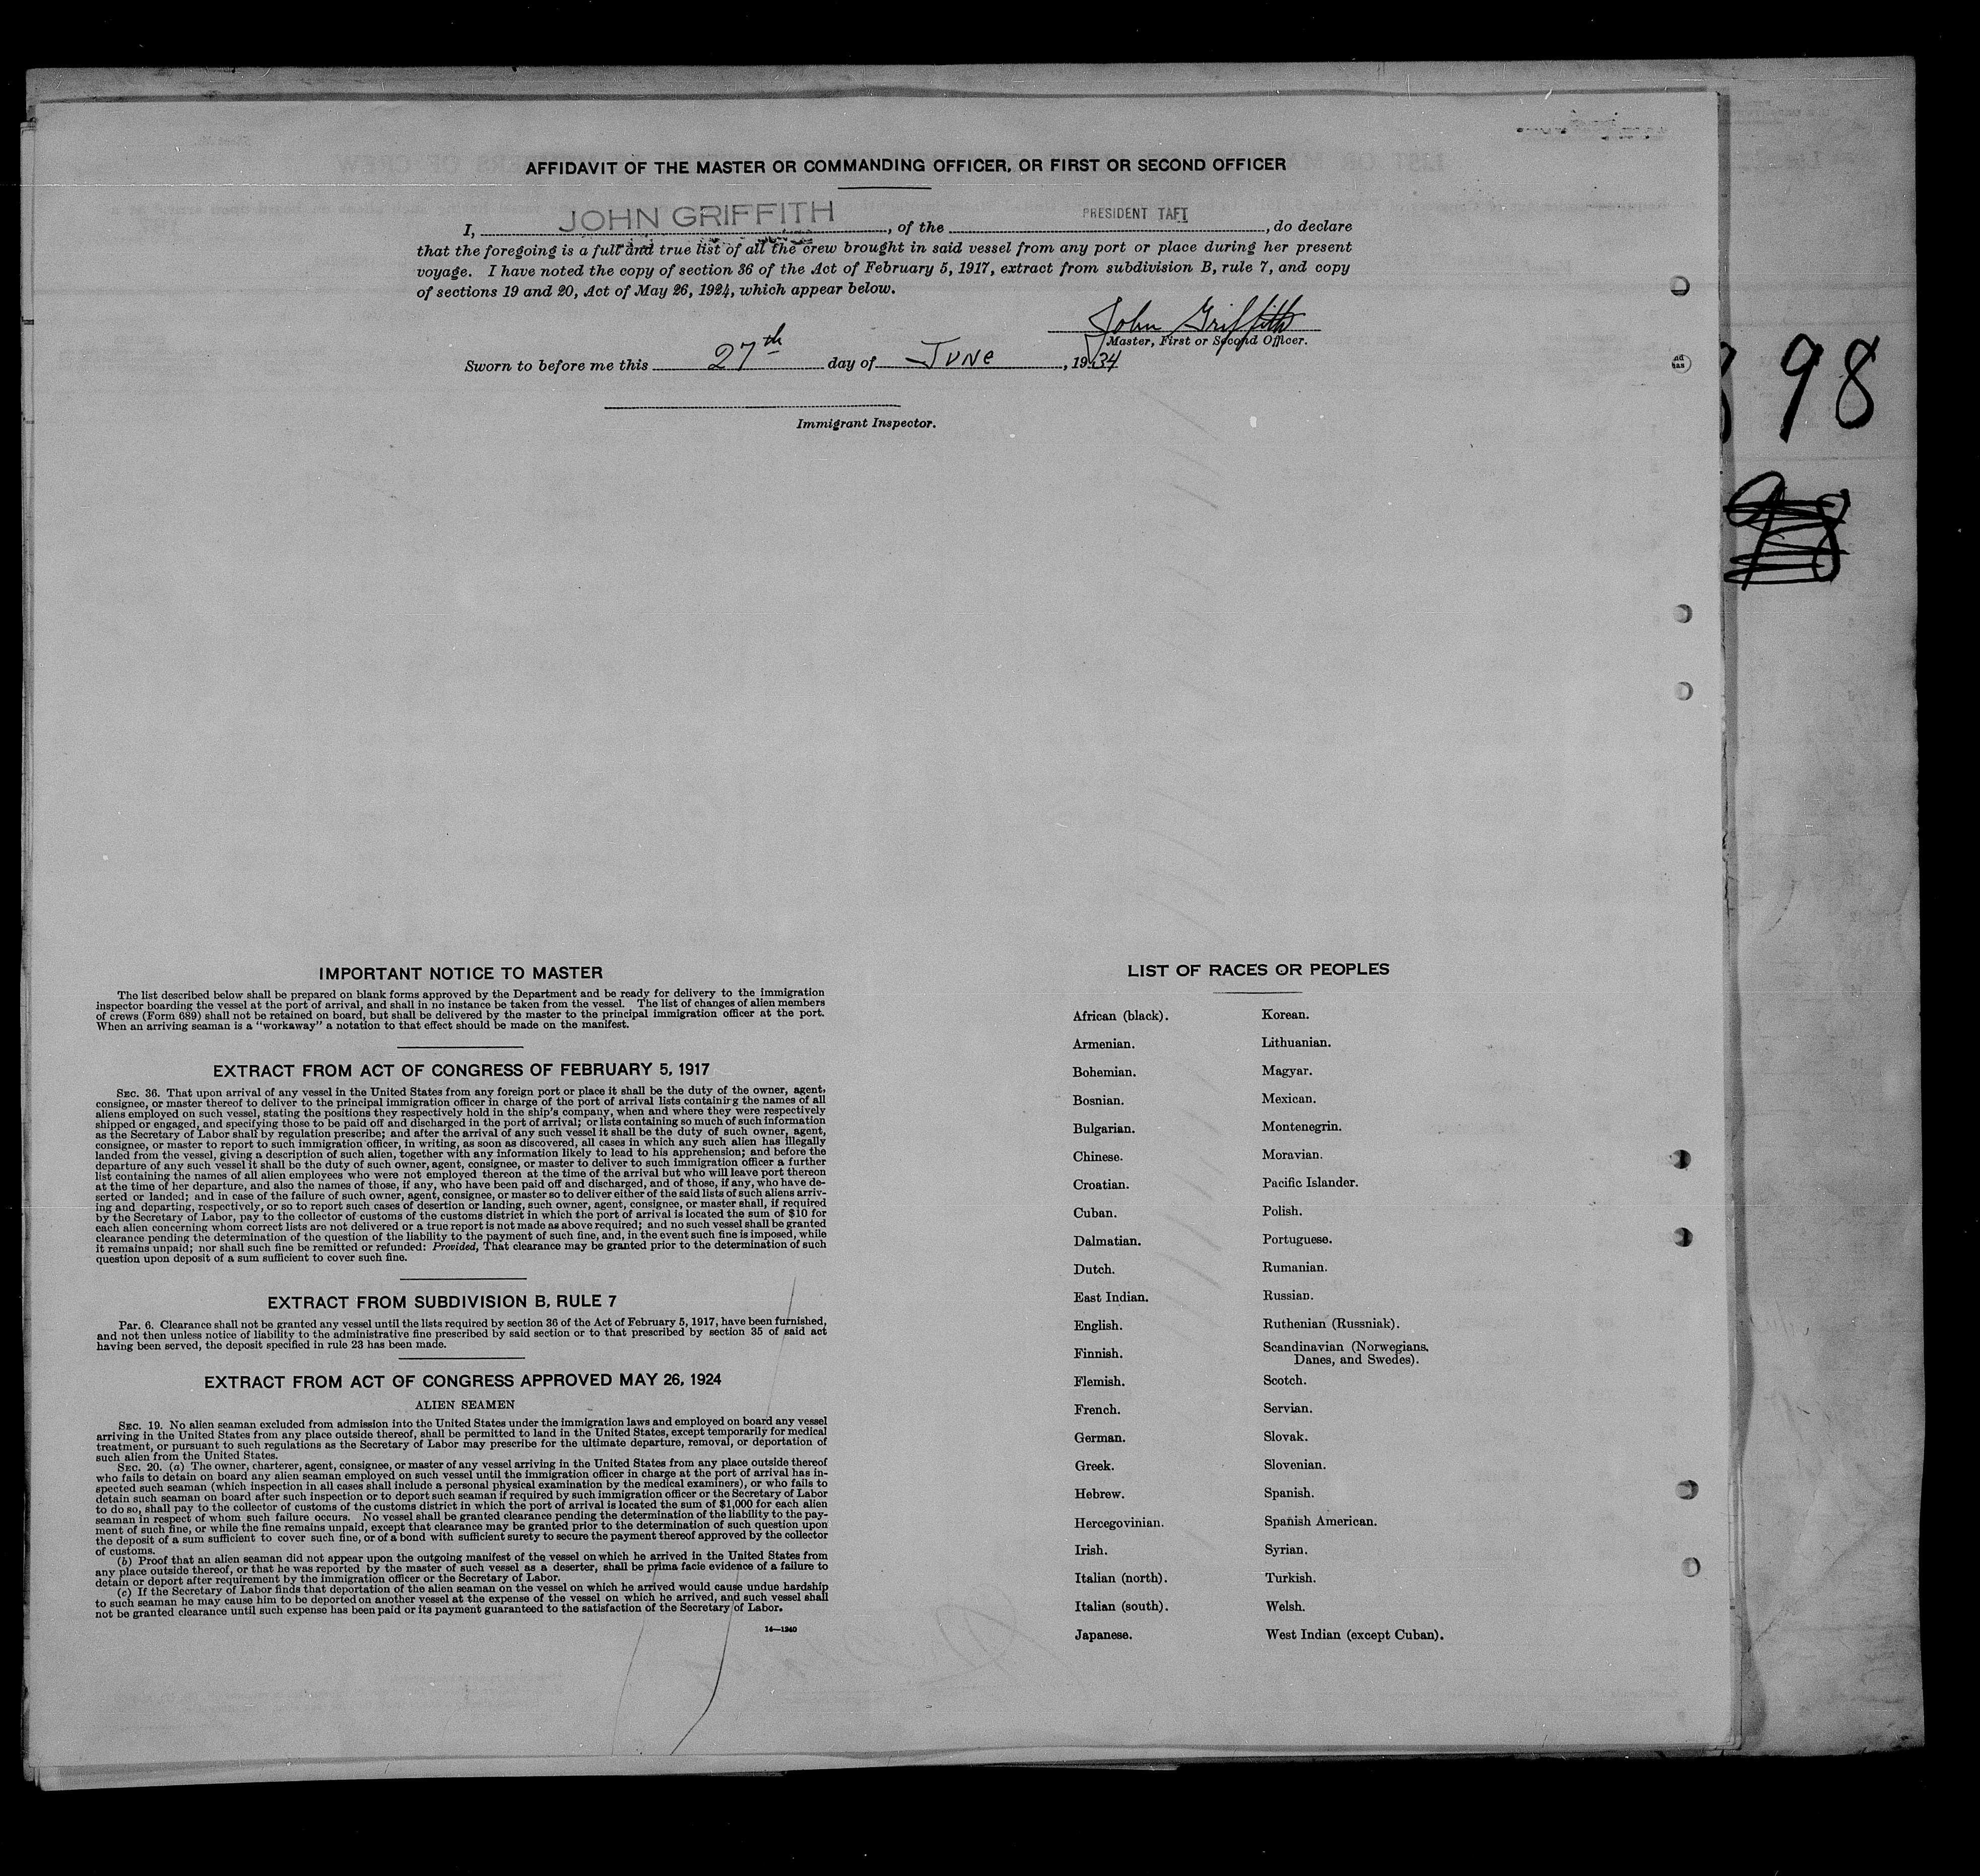 AFFIDAVIT OF THE MASTER OR COMMANDING OFFICER, OR FIRST OR SECOND OFFICER
I, JOHN GRIFFITH, of the PRESIDENT TAFT, do declare
that the foregoing is a full and true list of all the crew brought in said vessel from any port or place during her present
voyage. I have noted the copy of section 36 of the Act of February 5, 1917, extract from subdivision B, rule 7, and copy
of sections 19 and 20, Act of May 26, 1924, which appear below.
John Griffith
Master, First or Second Officer.
Sworn to before me this 27th day of June, 1934
Immigrant Inspector.
98
IMPORTANT NOTICE TO MASTER
The list described below shall be prepared on blank forms approved by the Department and be ready for delivery to the immigration
inspector boarding the vessel at the port of arrival, and shall in no instance be taken from the vessel. The list of changes of alien members
of crews (Form 689) shall not be retained on board, but shall be delivered by the master to the principal immigration officer at the port.
When an arriving seaman is a "workaway" a notation to that effect should be made on the manifest.
EXTRACT FROM ACT OF CONGRESS OF FEBRUARY 5, 1917
SEC. 36. That upon arrival of any vessel in the United States from any foreign port or place it shall be the duty of the owner, agent,
consignee, or master thereof to deliver to the principal immigration officer in charge of the port of arrival lists containing the names of all
aliens employed on such vessel, stating the positions they respectively hold in the ship's company, when and where they were respectively
shipped or engaged, and specifying those to be paid off and discharged in the port of arrival; or lists containing so much of such information
as the Secretary of Labor shall by regulation prescribe; and after the arrival of any such vessel it shall be the duty of such owner, agent,
consignee, or master to report to such immigration officer, in writing, as soon as discovered, all cases in which any such alien has illegally
landed from the vessel, giving a description of such alien, together with any information likely to lead to his apprehension; and before the
departure of any such vessel it shall be the duty of such owner, agent, consignee, or master to deliver to such immigration officer a further
list containing the names of all alien employees who were not employed thereon at the time of the arrival but who will leave port thereon
at the time of her departure, and also the names of those, if any, who have been paid off and discharged, and of those, if any, who have de-
serted or landed; and in case of the failure of such owner, agent, consignee, or master so to deliver either of the said lists of such aliens arriv-
ing and departing, respectively, or so to report such cases of desertion or landing, such owner, agent, consignee, or master shall, if required
by the Secretary of Labor, pay to the collector of customs of the customs district in which the port of arrival is located the sum of $10 for
each alien concerning whom correct lists are not delivered or a true report is not made as above required; and no such vessel shall be granted
clearance pending the determination of the question of the liability to the payment of such fine, and, in the event such fine is imposed, while
it remains unpaid; nor shall such fine be remitted or refunded: Provided, That clearance may be granted prior to the determination of such
question upon deposit of a sum sufficient to cover such fine.
EXTRACT FROM SUBDIVISION B, RULE 7
Par. 6. Clearance shall not be granted any vessel until the lists required by section 36 of the Act of February 5, 1917, have been furnished,
and not then unless notice of liability to the administrative fine prescribed by said section or to that prescribed by section 35 of said act
having been served, the deposit specified in rule 23 has been made.
EXTRACT FROM ACT OF CONGRESS APPROVED MAY 26, 1924
ALIEN SEAMEN
SEC. 19. No alien seaman excluded from admission into the United States under the immigration laws and employed on board any vessel
arriving in the United States from any place outside thereof, shall be permitted to land in the United States, except temporarily for medical
treatment, or pursuant to such regulations as the Secretary of Labor may prescribe for the ultimate departure, removal, or deportation of
such alien from the United States.
SEC. 20. (a) The owner, charterer, agent, consignee, or master of any vessel arriving in the United States from any place outside thereof
who fails to detain on board any alien seaman employed on such vessel until the immigration officer in charge at the port of arrival has in-
spected such seaman (which inspection in all cases shall include a personal physical examination by the medical examiners), or who fails to
detain such seaman on board after such inspection or to deport such seaman if required by such immigration officer or the Secretary of Labor
to do so, shall pay to the collector of customs of the customs district in which the port of arrival is located the sum of $1,000 for each alien
seaman in respect of whom such failure occurs. No vessel shall be granted clearance pending the determination of the liability to the pay-
ment of such fine, or while the fine remains unpaid, except that clearance may be granted prior to the determination of such question upon
the deposit of a sum sufficient to cover such fine, or of a bond with sufficient surety to secure the payment thereof approved by the collector
of customs.
(b) Proof that an alien seaman did not appear upon the outgoing manifest of the vessel on which he arrived in the United States from
any place outside thereof, or that he was reported by the master of such vessel as a deserter, shall be prima facie evidence of a failure to
detain or deport after requirement by the immigration officer or the Secretary of Labor.
(c) If the Secretary of Labor finds that deportation of the alien seaman on the vessel on which he arrived would cause undue hardship
to such seaman he may cause him to be deported on another vessel at the expense of the vessel on which he arrived, and such vessel shall
not be granted clearance until such expense has been paid or its payment guaranteed to the satisfaction of the Secretary of Labor.
14—1240
LIST OF RACES OR PEOPLES
African (black).
Armenian.
Bohemian.
Bosnian.
Bulgarian.
Chinese.
Croatian.
Cuban.
Dalmatian.
Dutch.
East Indian.
English.
Finnish.
Flemish.
French.
German.
Greek.
Hebrew.
Hercegovinian.
Irish.
Italian (north).
Italian (south).
Japanese.
Korean.
Lithuanian.
Magyar.
Mexican.
Montenegrin.
Moravian.
Pacific Islander.
Polish.
Portuguese.
Rumanian.
Russian.
Ruthenian (Russniak).
Scandinavian (Norwegians,
Danes, and Swedes).
Scotch.
Servian.
Slovak.
Slovenian.
Spanish.
Spanish American.
Syrian.
Turkish.
Welsh.
West Indian (except Cuban).